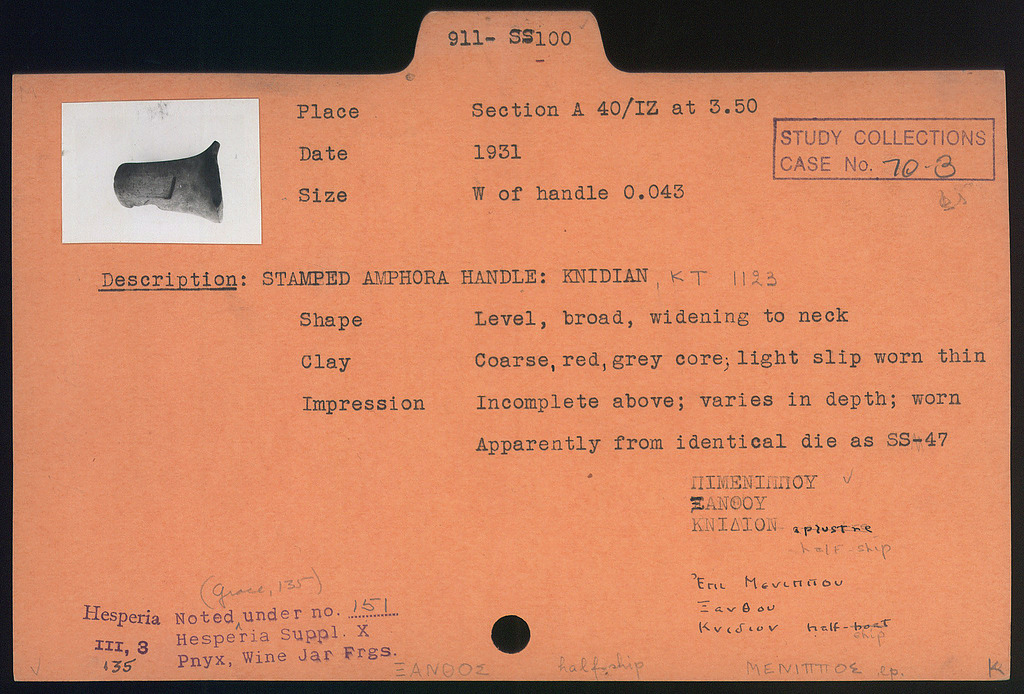 911- SS100
Place Section A 40/IZ at 3.50
STUDY COLLECTIONS
CASE No. 70-3
Date 1931
Size W of handle 0.043
Description: STAMPED AMPHORA HANDLE: KNIDIAN, KT 1123
Shape Level, broad, widening to neck
Clay Coarse, red, grey core; light slip worn thin
Impression Incomplete above; varies in depth; worn
Apparently from identical die as SS-47
ΠΙΜΕΝΙΠΠΟΥ ✓
ΞΑΝΘΟΥ
ΚΝΙΔΙΟΝ aplustre
half-ship
Ἐπι Μενιππου
Ξανθου
Κνιδιον half-boat
ship
(Grace, 135)
Hesperia
III, 3
135
Noted under no. 151
Hesperia Suppl. X
Pnyx, Wine Jar Frgs.
ΞΑΝΘΟΣ half-ship ΜΕΝΙΠΠΟΣ ep. K